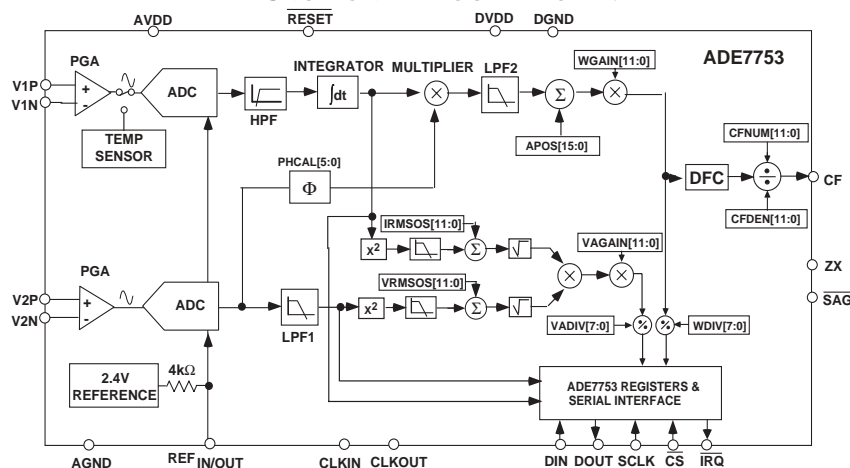 AVDD
RESET
DVDD
DGND
ADE7753
WGAIN[11:0]
PGA
INTEGRATOR
MULTIPLIER
LPF2
V1P
V1N
+
-
ADC
HPF
∫dt
×
Σ
×
TEMP
SENSOR
APOS[15:0]
CFNUM[11:0]
PHCAL[5:0]
Φ
DFC
÷
CF
CFDEN[11:0]
IRMSOS[11:0]
VAGAIN[11:0]
x²
Σ
√
ZX
PGA
VRMSOS[11:0]
×
×
V2P
V2N
+
-
ADC
x²
Σ
√
SAG
LPF1
VADIV[7:0]
%
%
WDIV[7:0]
2.4V
REFERENCE
4kΩ
ADE7753 REGISTERS &
SERIAL INTERFACE
AGND
REF IN/OUT
CLKIN
CLKOUT
DIN
DOUT
SCLK
CS
IRQ